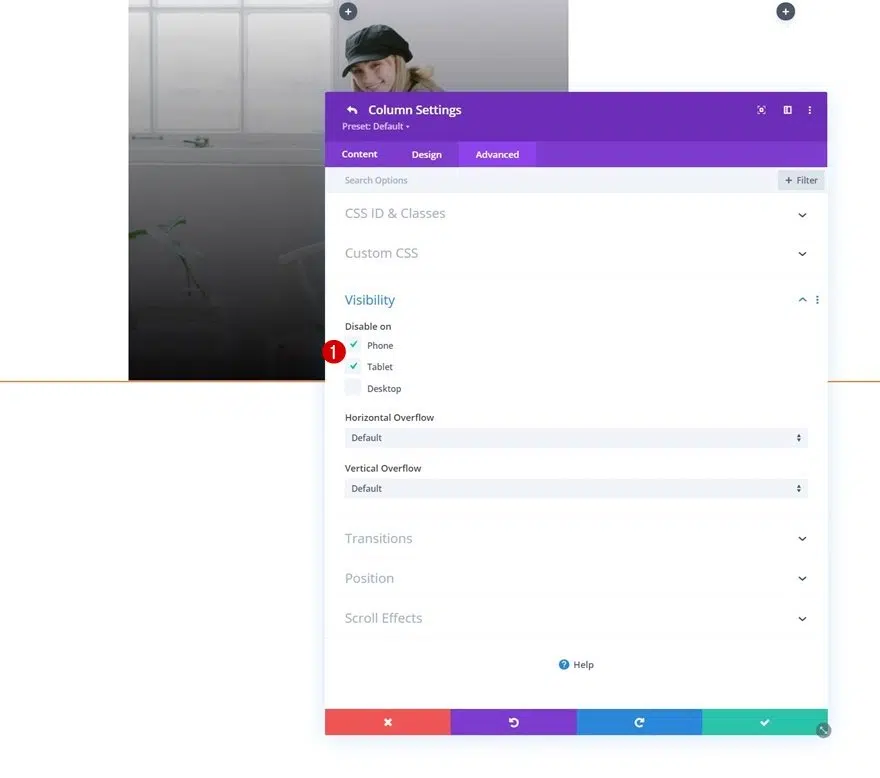 Column Settings
Preset: Default
Content Design Advanced
Search Options
+ Filter
CSS ID & Classes
Custom CSS
Visibility
Disable on
1
Phone
Tablet
Desktop
Horizontal Overflow
Default
Vertical Overflow
Default
Transitions
Position
Scroll Effects
? Help